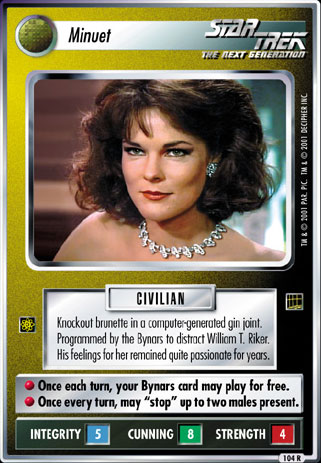 Minuet
STAR TREK
THE NEXT GENERATION
TM & © 2001 PAR. PIC. TM & © 2001 DECIPHER INC.
CIVILIAN
Knockout brunette in a computer-generated gin joint.
Programmed by the Bynars to distract William T. Riker.
His feelings for her remained quite passionate for years.
Once each turn, your Bynars card may play for free.
Once every turn, may "stop" up to two males present.
INTEGRITY 5 CUNNING 8 STRENGTH 4
104 R